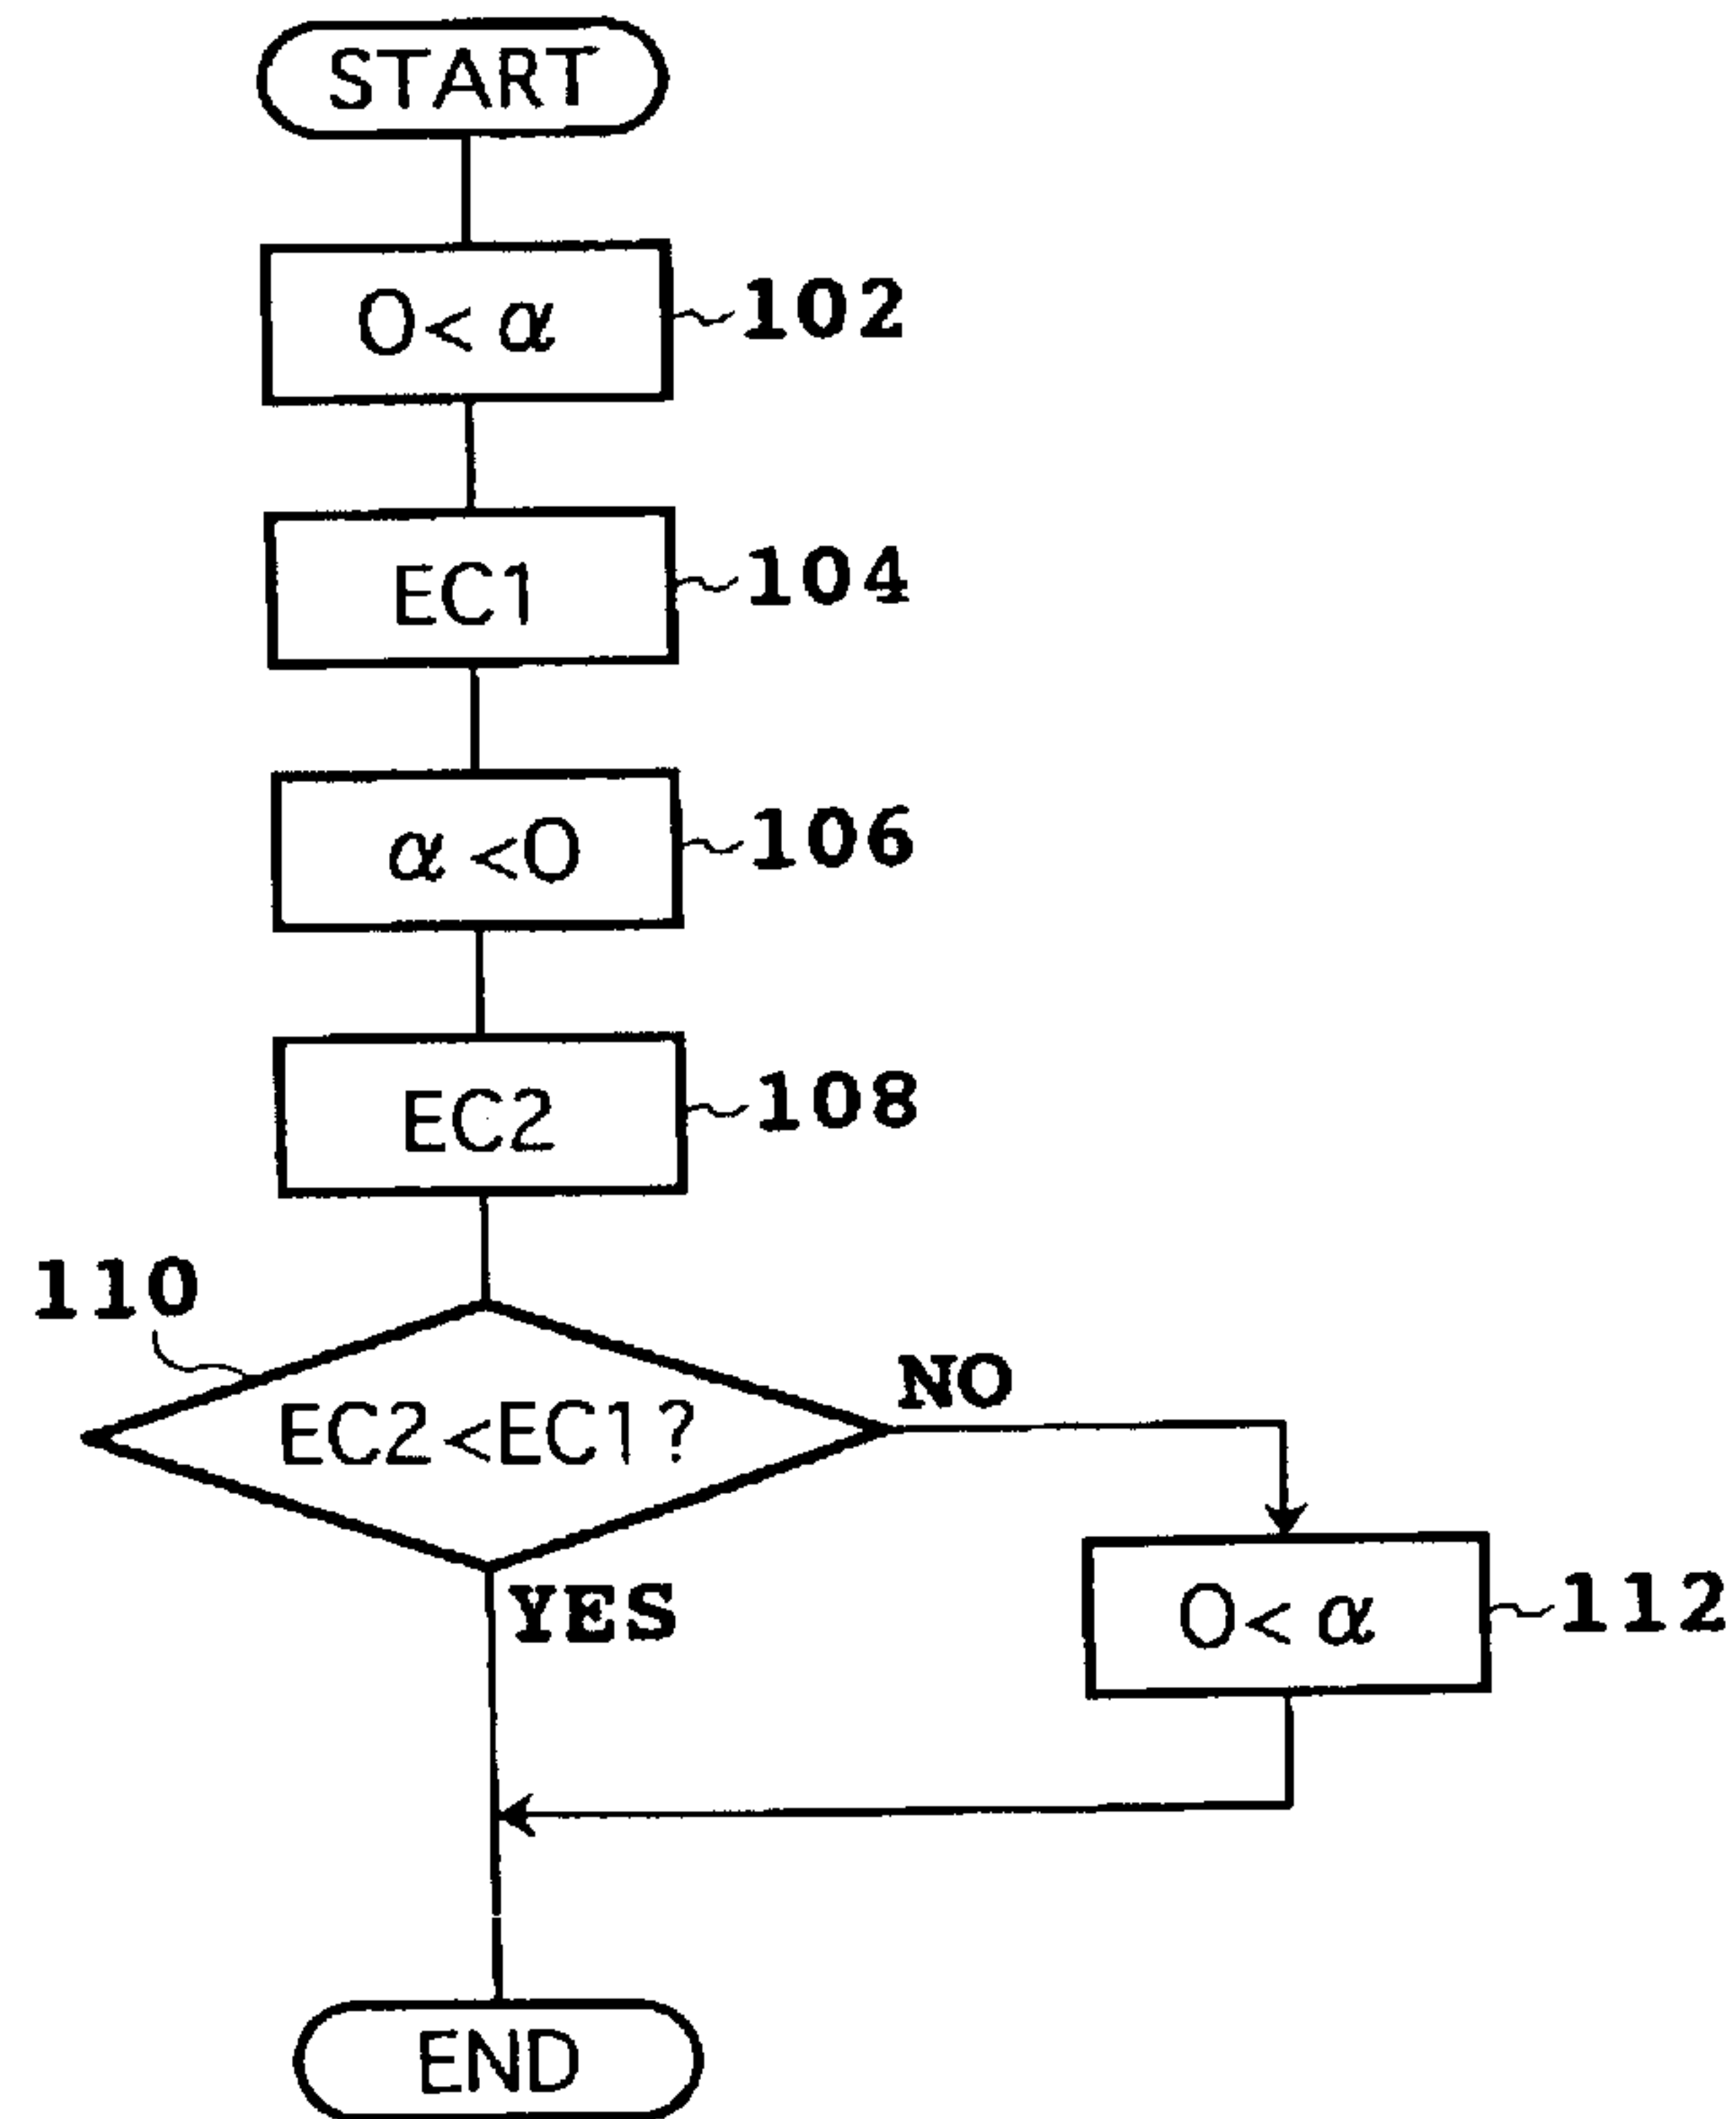 START
0< α
102
EC1
104
α <0
106
EC2
108
110
EC2<EC1?
NO
YES
0< α
112
END